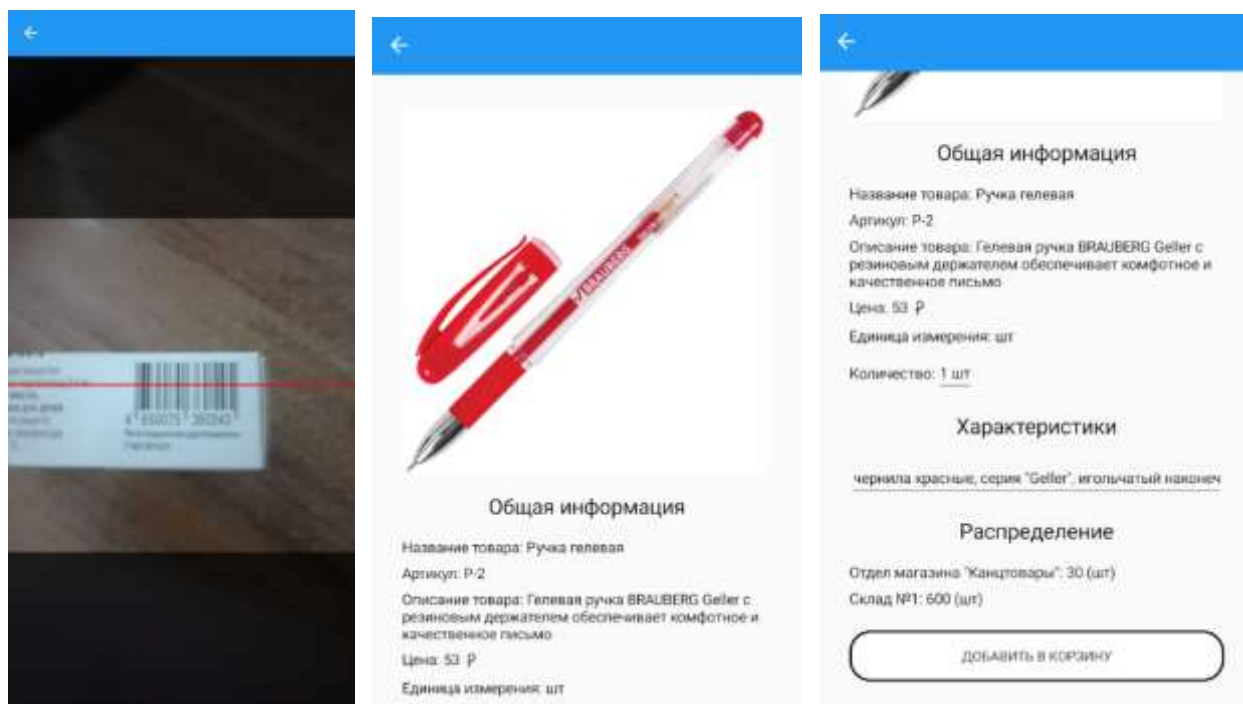 BRAUBERG
Общая информация
Название товара: Ручка гелевая
Артикул: Р-2
Описание товара: Гелевая ручка BRAUBERG Geller с
резиновым держателем обеспечивает комфотное и
качественное письмо
Цена: 53 ₽
Единица измерения: шт
Общая информация
Название товара: Ручка гелевая
Артикул: Р-2
Описание товара: Гелевая ручка BRAUBERG Geller с
резиновым держателем обеспечивает комфотное и
качественное письмо
Цена: 53 ₽
Единица измерения: шт
Количество: 1 шт
Характеристики
чернила красные, серия "Geller", игольчатый наконеч
Распределение
Отдел магазина "Канцтовары": 30 (шт)
Склад №1: 600 (шт)
ДОБАВИТЬ В КОРЗИНУ